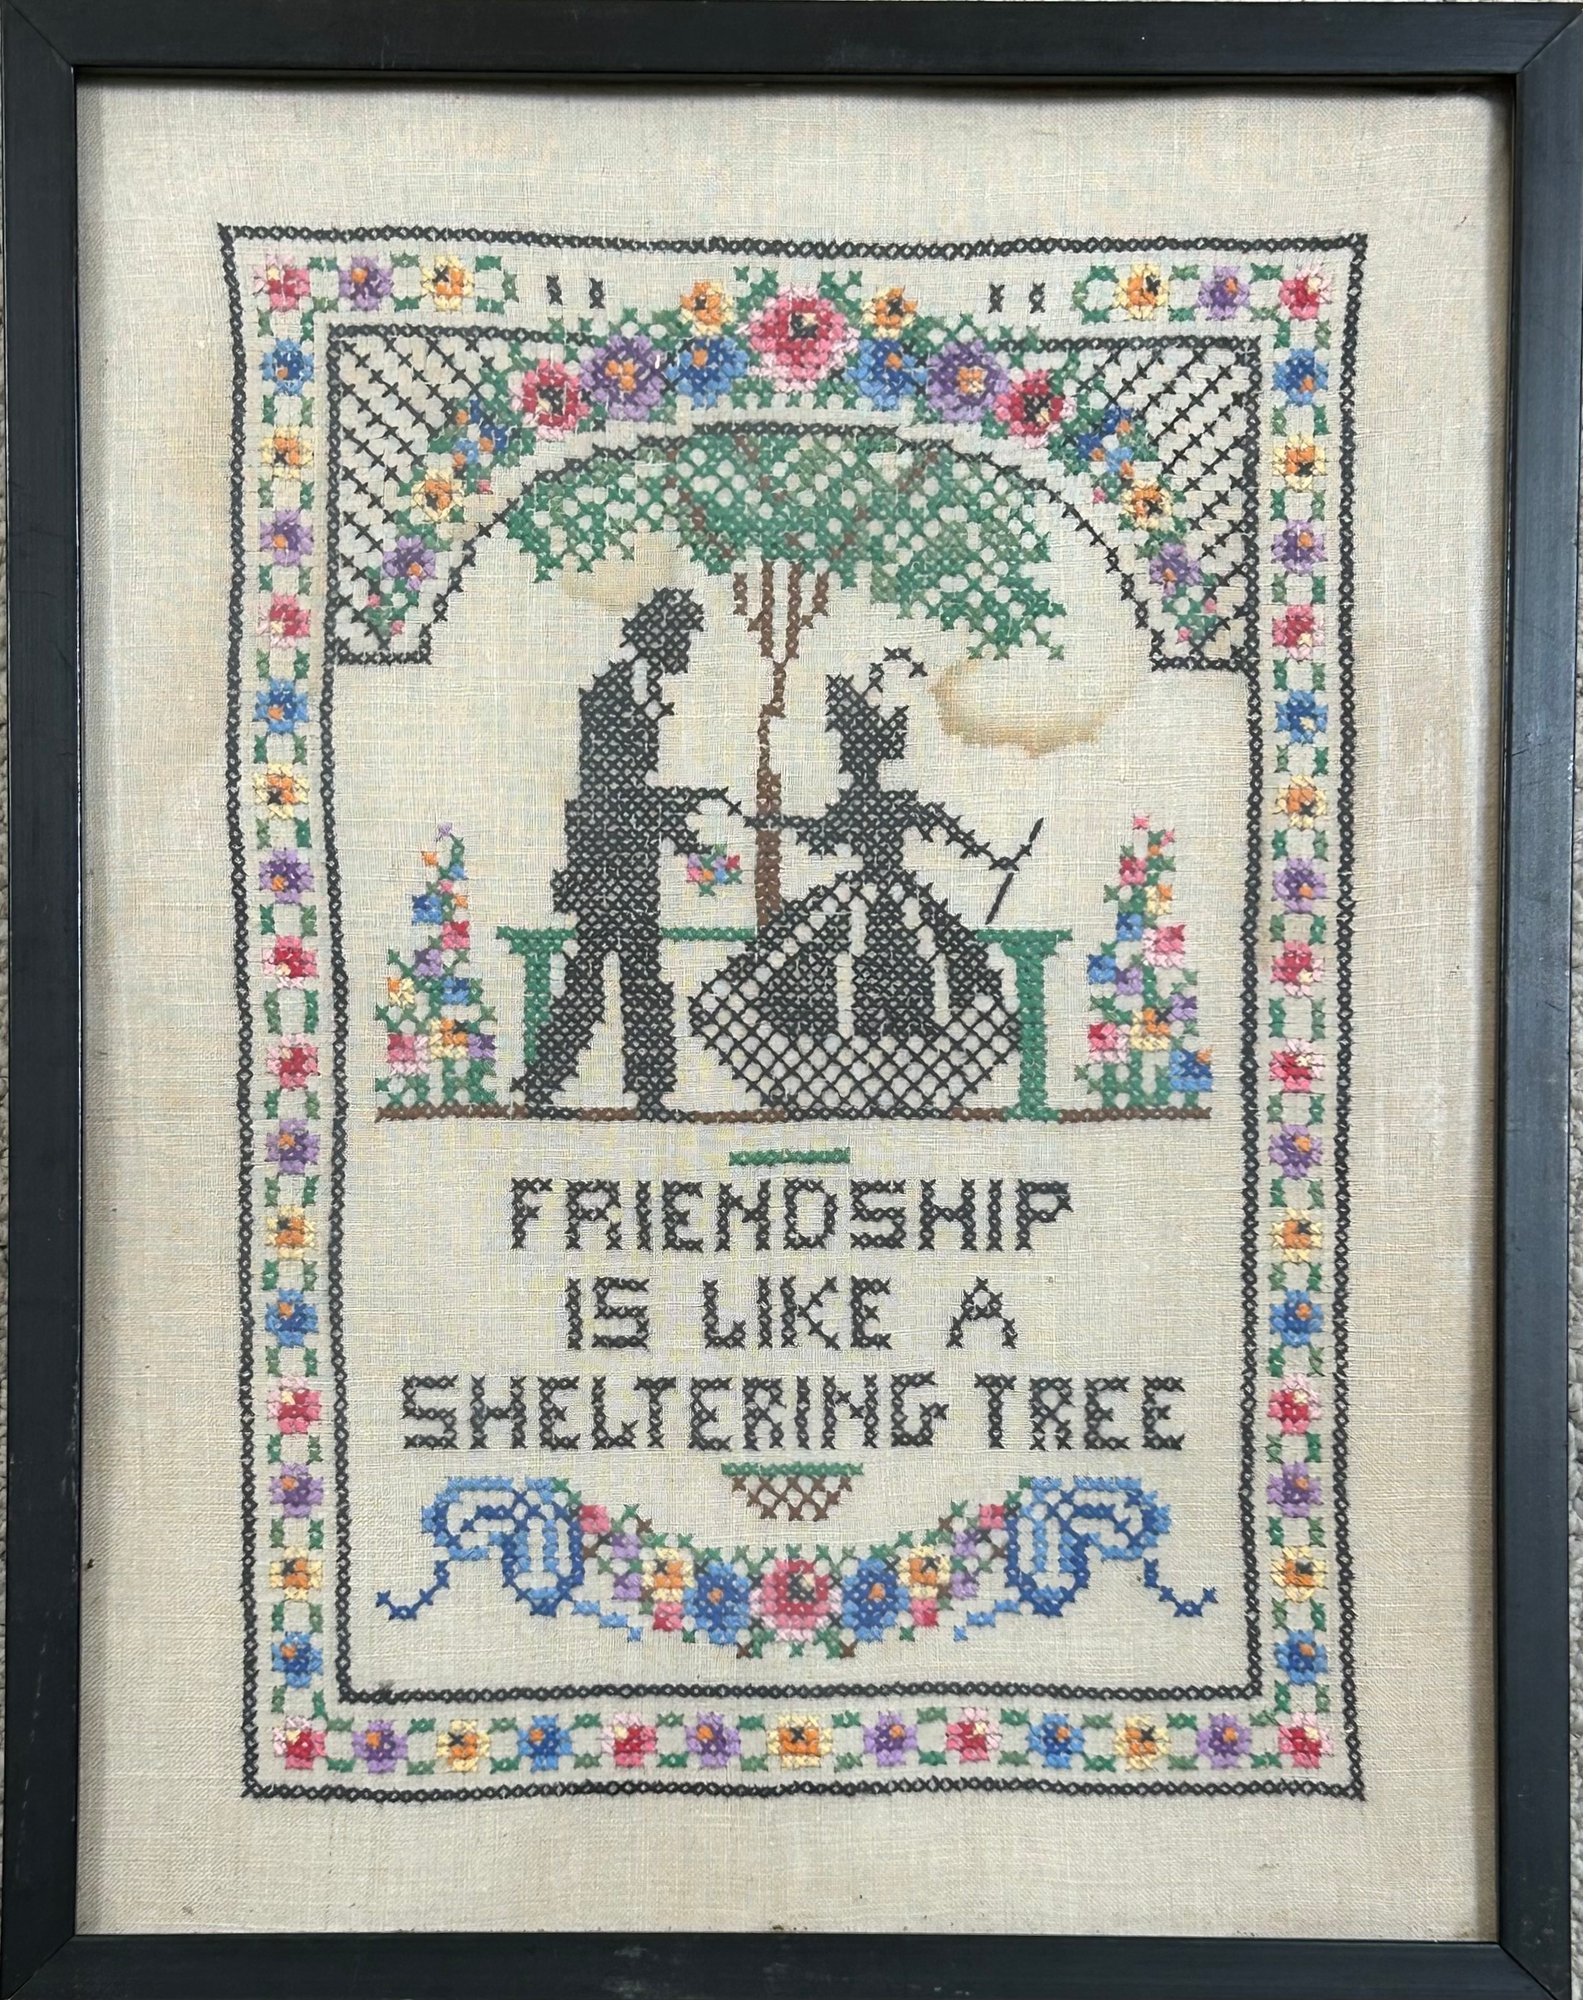 FRIENDSHIP
IS LIKE A
SHELTERING TREE